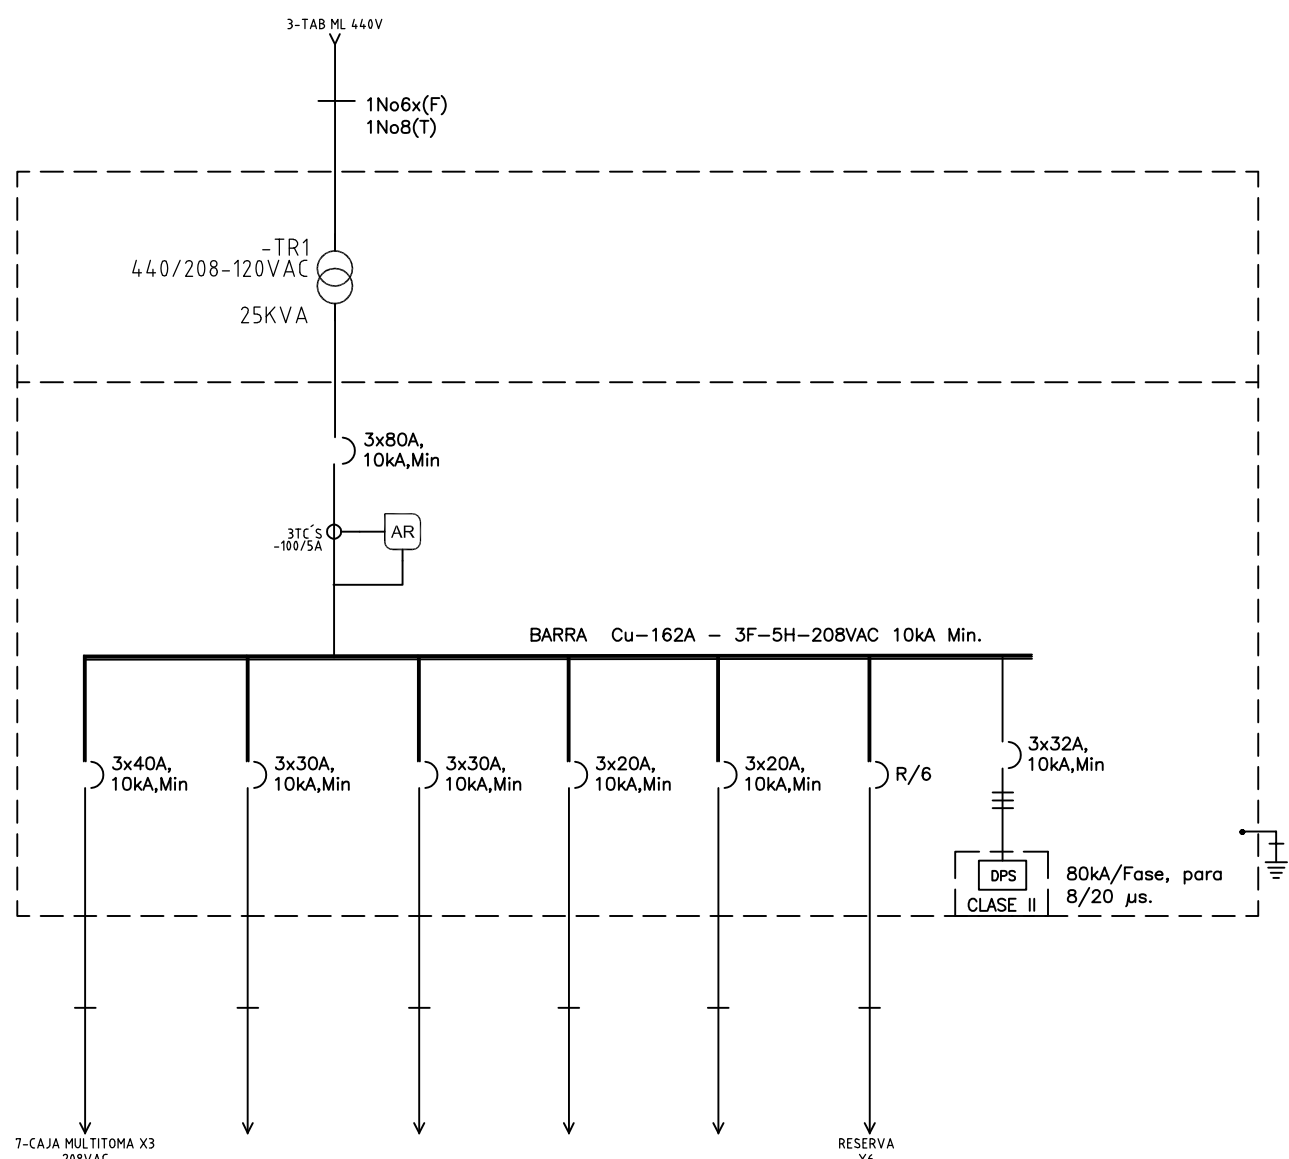 3-TAB ML 440V
1No6x(F)
1No8(T)
-TR1
440/208-120VAC
25KVA
3x80A,
10kA,Min
3TC´S
-100/5A
AR
BARRA Cu-162A - 3F-5H-208VAC 10kA Min.
3x40A,
10kA,Min
3x30A,
10kA,Min
3x30A,
10kA,Min
3x20A,
10kA,Min
3x20A,
10kA,Min
R/6
3x32A,
10kA,Min
DPS
CLASE II
80kA/Fase, para
8/20 µs.
7-CAJA MULTITOMA X3
208VAC
RESERVA
X6